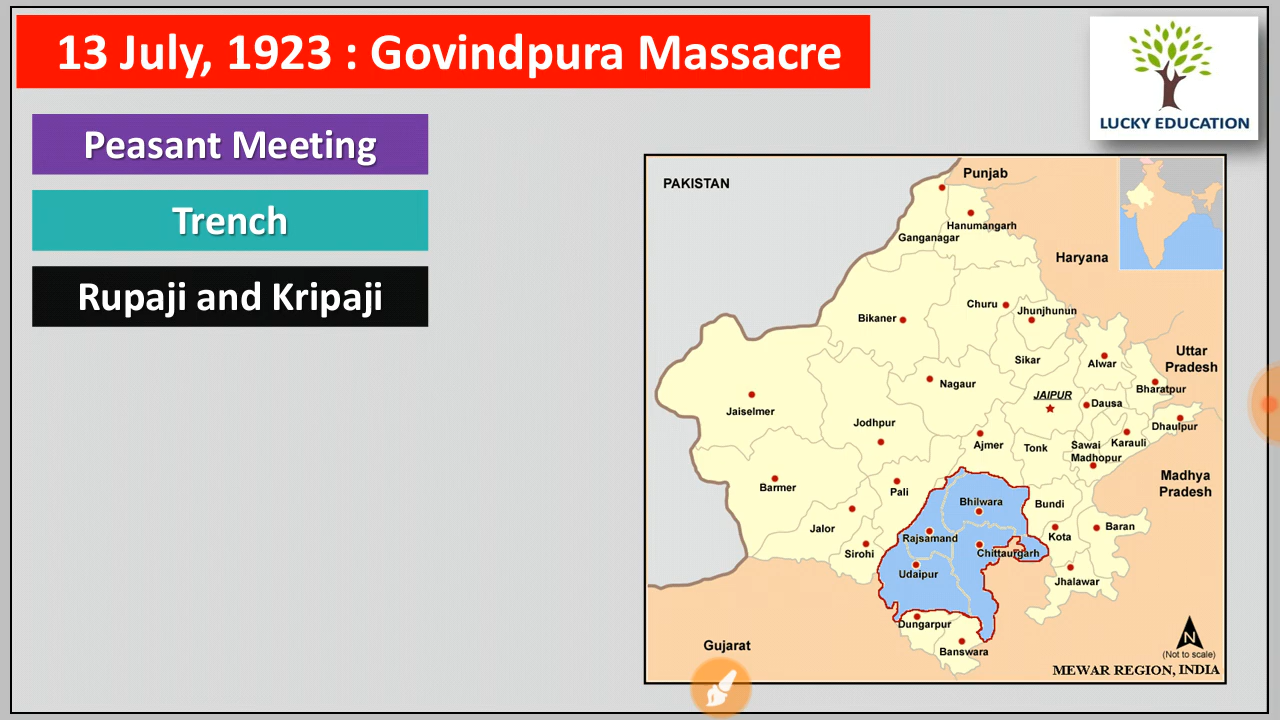 13 July, 1923 : Govindpura Massacre
LUCKY EDUCATION
Peasant Meeting
Trench
Rupaji and Kripaji
PAKISTAN
Punjab
Hanumangarh
Ganganagar
Haryana
Churu
Jhunjhunun
Bikaner
Sikar
Alwar
Uttar
Pradesh
Nagaur
Bharatpur
JAIPUR
Dausa
Jaiselmer
Jodhpur
Dhaulpur
Ajmer
Tonk
Sawai
Madhopur
Karauli
Madhya
Pradesh
Barmer
Pali
Bhilwara
Bundi
Jalor
Rajsamand
Kota
Baran
Sirohi
Chittaurgarh
Udaipur
Jhalawar
Dungarpur
Gujarat
Banswara
N
(Not to scale)
MEWAR REGION, INDIA